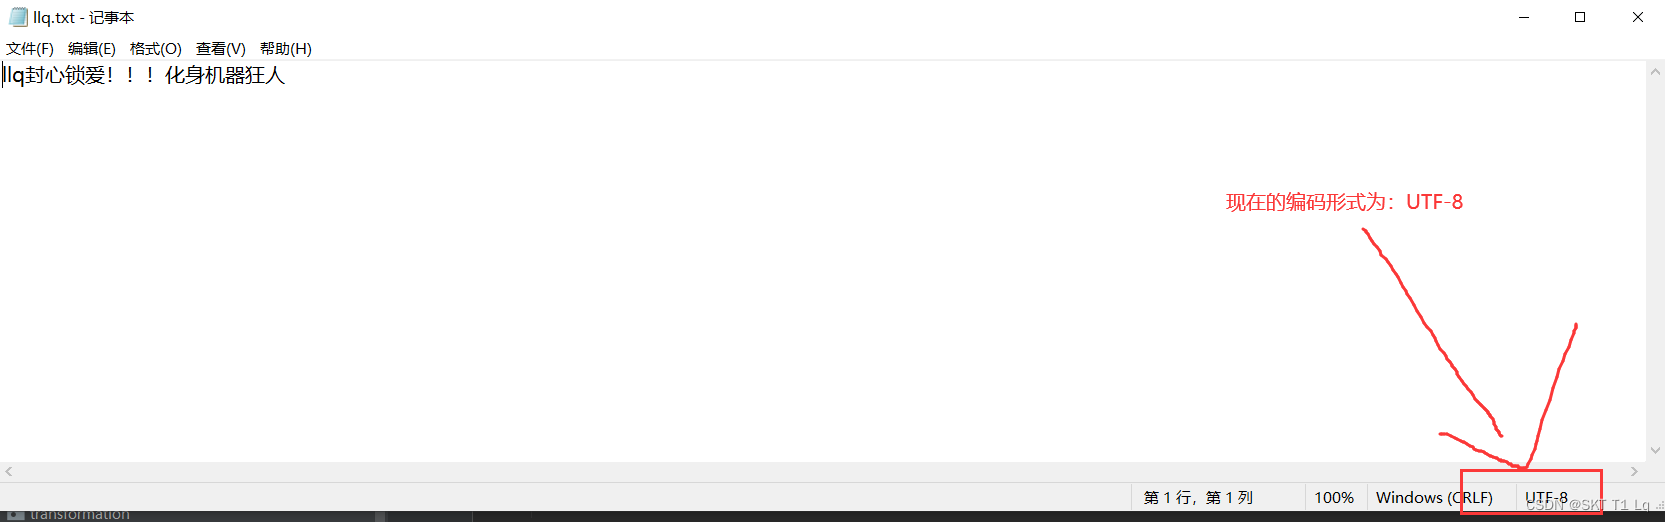 llq.txt - 记事本
文件(F) 编辑(E) 格式(O) 查看(V) 帮助(H)
llq封心锁爱！！！化身机器狂人
现在的编码形式为：UTF-8
第 1 行，第 1 列 100% Windows (CRLF) UTF-8
CSDN @SKT T1 Lq
transformation